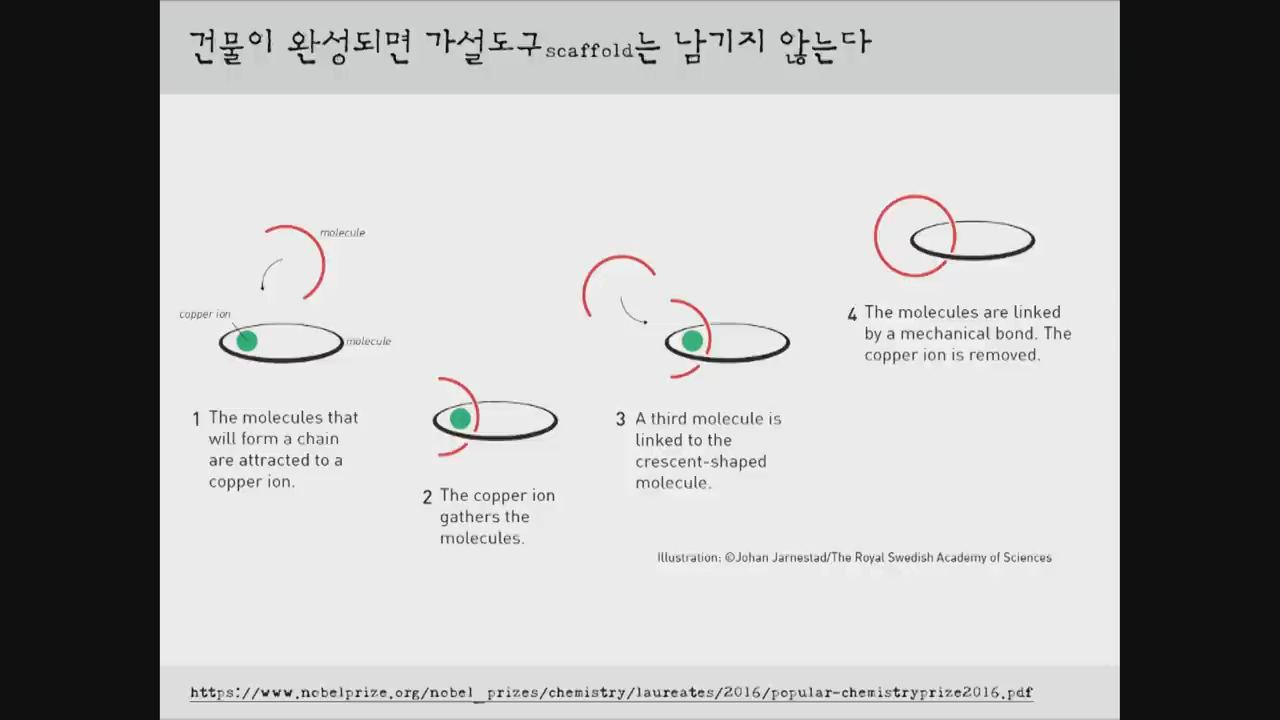 건물이 완성되면 가설도구scaffold는 남기지 않는다
molecule
copper ion
molecule
1 The molecules that
will form a chain
are attracted to a
copper ion.
2 The copper ion
gathers the
molecules.
3 A third molecule is
linked to the
crescent-shaped
molecule.
4 The molecules are linked
by a mechanical bond. The
copper ion is removed.
Illustration: ©Johan Jarnestad/The Royal Swedish Academy of Sciences
https://www.nobelprize.org/nobel_prizes/chemistry/laureates/2016/popular-chemistryprize2016.pdf